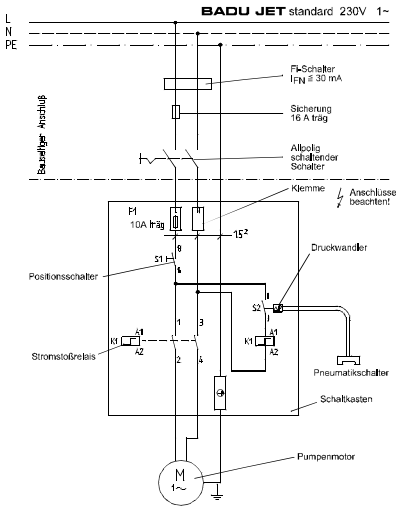 BADU JET standard 230V 1~
L
N
PE
FI-Schalter
IFN ≦ 30 mA
Sicherung
16 A träg
Bauseitiger Anschluß
Allpolig
schaltender
Schalter
Klemme
Anschlüsse
beachten!
F1
10A träg
1.5²
Druckwandler
S1
Positionsschalter
S2
1
3
K1
A1
A2
K1
A1
A2
Stromstoßrelais
2
4
Pneumatikschalter
Schaltkasten
M
1~
Pumpenmotor